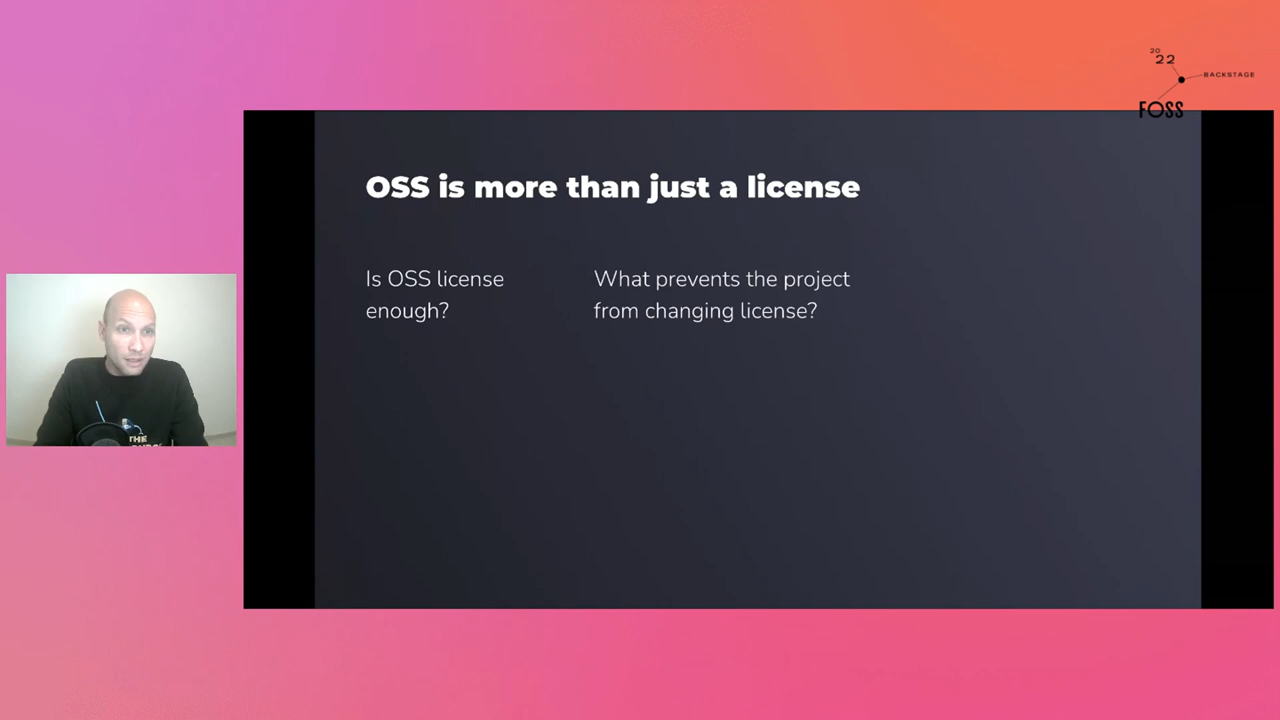 20
22
BACKSTAGE
FOSS
OSS is more than just a license
Is OSS license
enough?
What prevents the project
from changing license?
THE